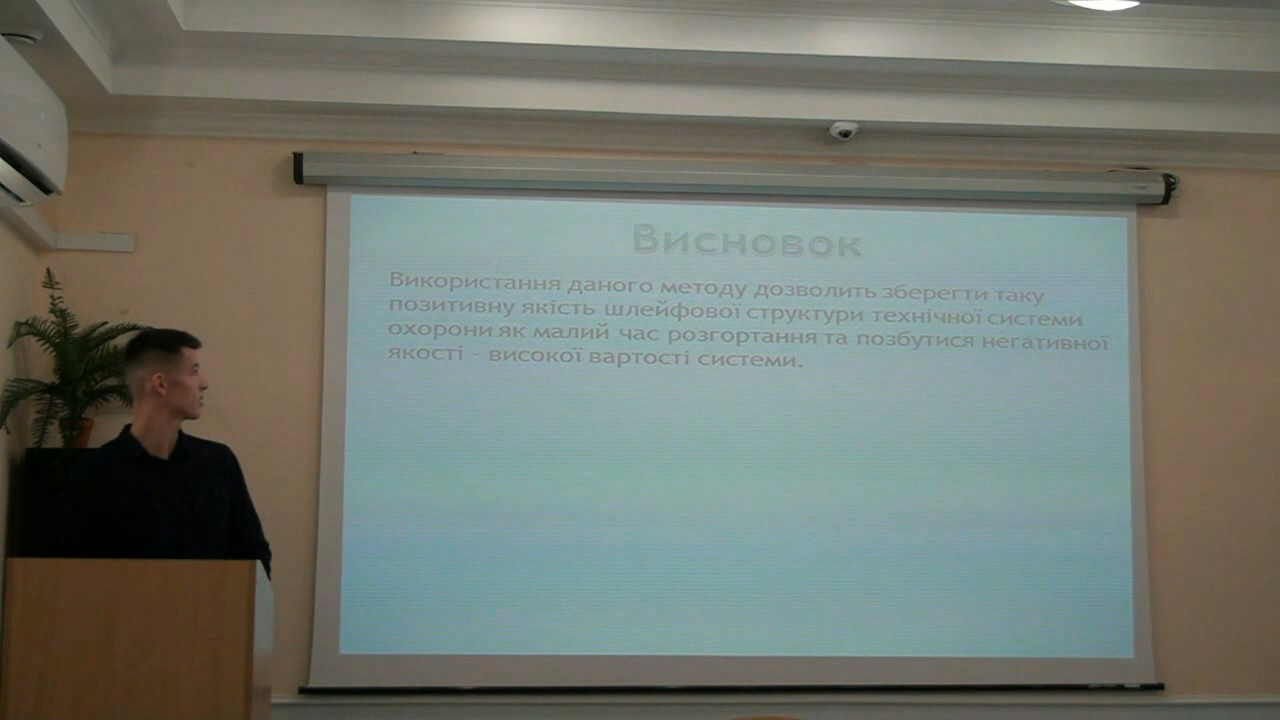 Висновок
Використання даного методу дозволить зберегти таку
позитивну якість шлейфової структури технічної системи
охорони як малий час розгортання та позбутися негативної
якості - високої вартості системи.